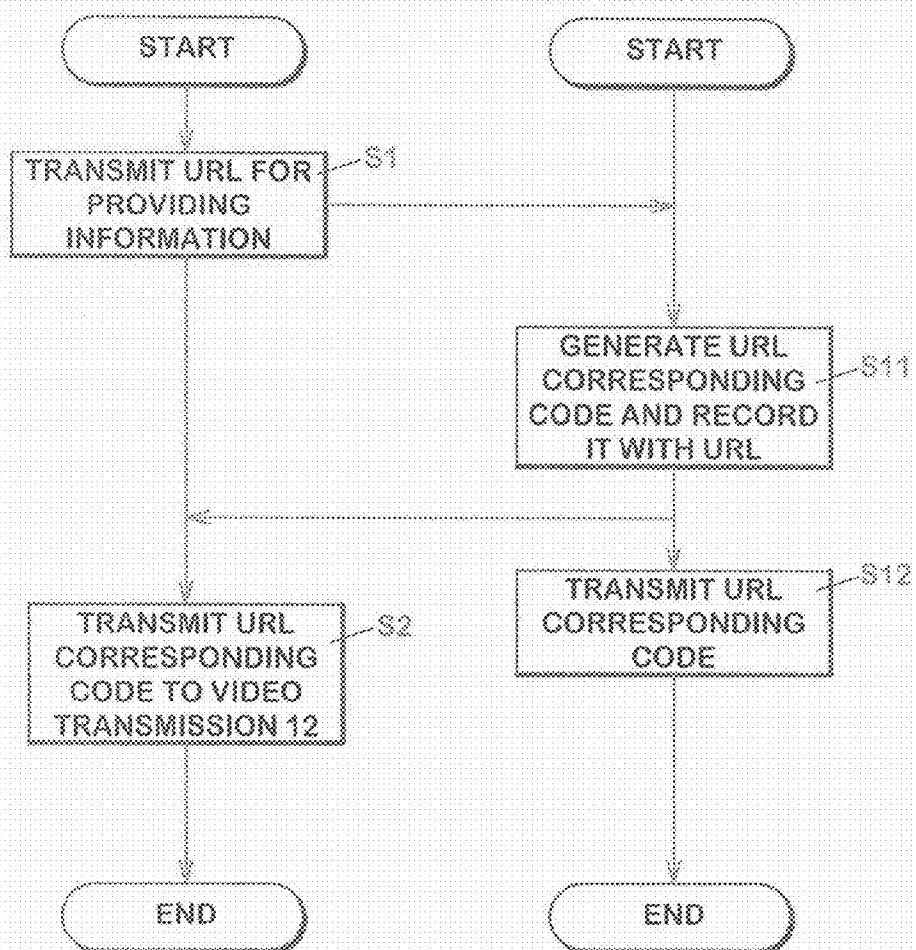 START
TRANSMIT URL FOR
PROVIDING
INFORMATION
S1
TRANSMIT URL
CORRESPONDING
CODE TO VIDEO
TRANSMISSION 12
S2
END
START
GENERATE URL
CORRESPONDING
CODE AND RECORD
IT WITH URL
S11
TRANSMIT URL
CORRESPONDING
CODE
S12
END